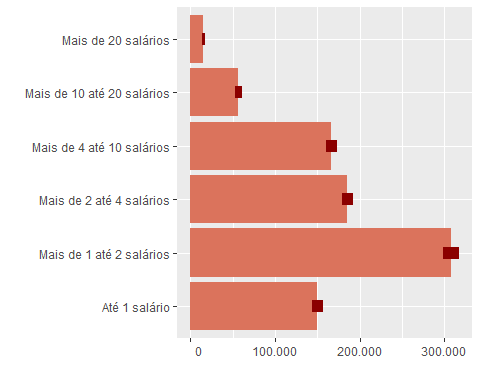 Mais de 20 salários
Mais de 10 até 20 salários
Mais de 4 até 10 salários
Mais de 2 até 4 salários
Mais de 1 até 2 salários
Até 1 salário
0 100.000 200.000 300.000